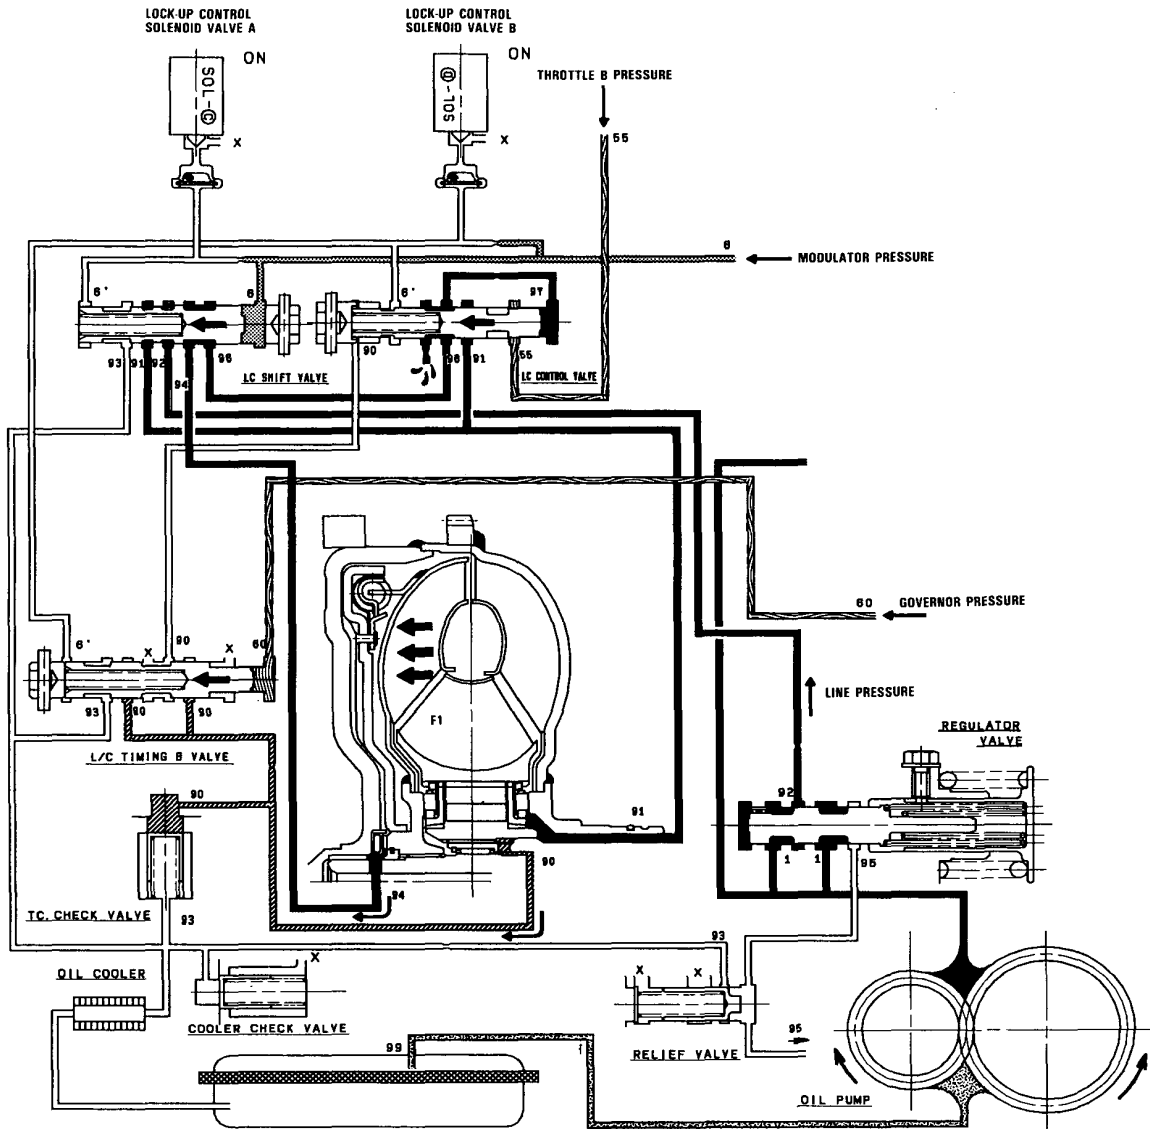 LOCK-UP CONTROL
SOLENOID VALVE A
ON
SOL-C
X
LOCK-UP CONTROL
SOLENOID VALVE B
ON
SOL-D
X
THROTTLE B PRESSURE
55
6
MODULATOR PRESSURE
6'
6
6'
97
93
91
92
94
96
LC SHIFT VALVE
90
96
91
55
LC CONTROL VALVE
60
GOVERNOR PRESSURE
6'
X
90
X
60
93
90
90
L/C TIMING B VALVE
F1
LINE PRESSURE
REGULATOR
VALVE
92
1
1
95
90
91
90
94
TC. CHECK VALVE
93
93
OIL COOLER
X
COOLER CHECK VALVE
X
X
RELIEF VALVE
95
99
OIL PUMP